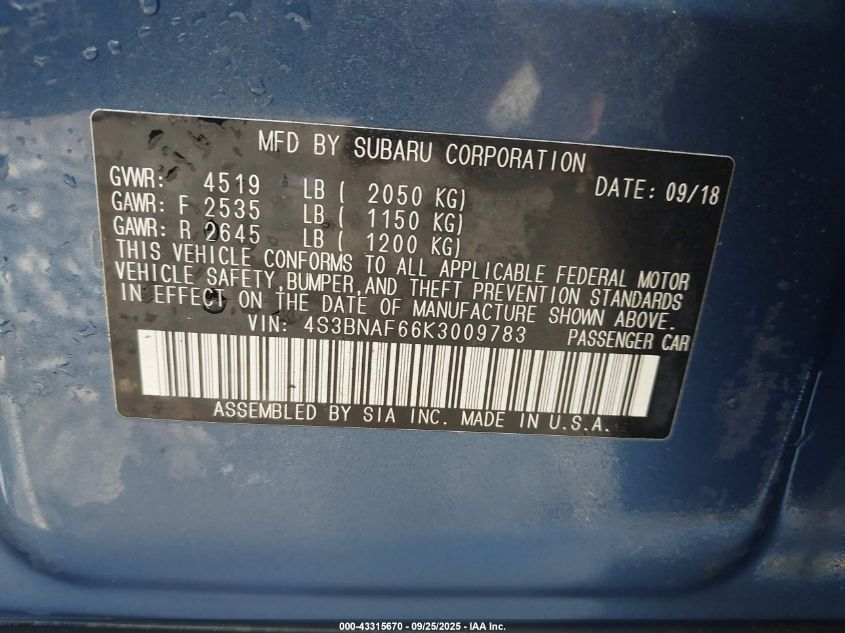 MFD BY SUBARU CORPORATION
GVWR: 4519 LB ( 2050 KG) DATE: 09/18
GAWR: F 2535 LB ( 1150 KG)
GAWR: R 2645 LB ( 1200 KG)
THIS VEHICLE CONFORMS TO ALL APPLICABLE FEDERAL MOTOR
VEHICLE SAFETY,BUMPER,AND THEFT PREVENTION STANDARDS
IN EFFECT ON THE DATE OF MANUFACTURE SHOWN ABOVE.
VIN: 4S3BNAF66K3009783 PASSENGER CAR
ASSEMBLED BY SIA INC. MADE IN U.S.A.
000-43315670 - 09/25/2025 - IAA Inc.